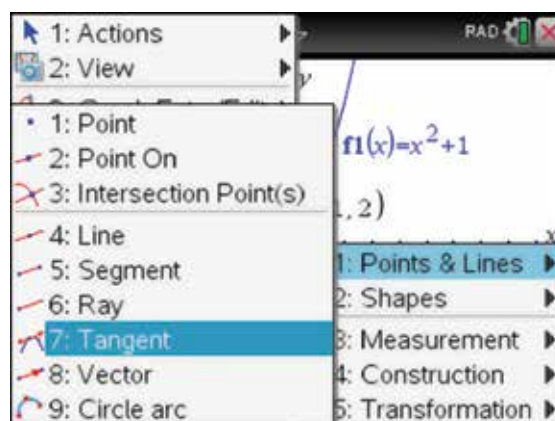 1: Actions
2: View
RAD
y
1: Point
2: Point On
3: Intersection Point(s)
4: Line
5: Segment
6: Ray
7: Tangent
8: Vector
9: Circle arc
f1(x)=x²+1
, 2)
x
1: Points & Lines
2: Shapes
3: Measurement
4: Construction
5: Transformation